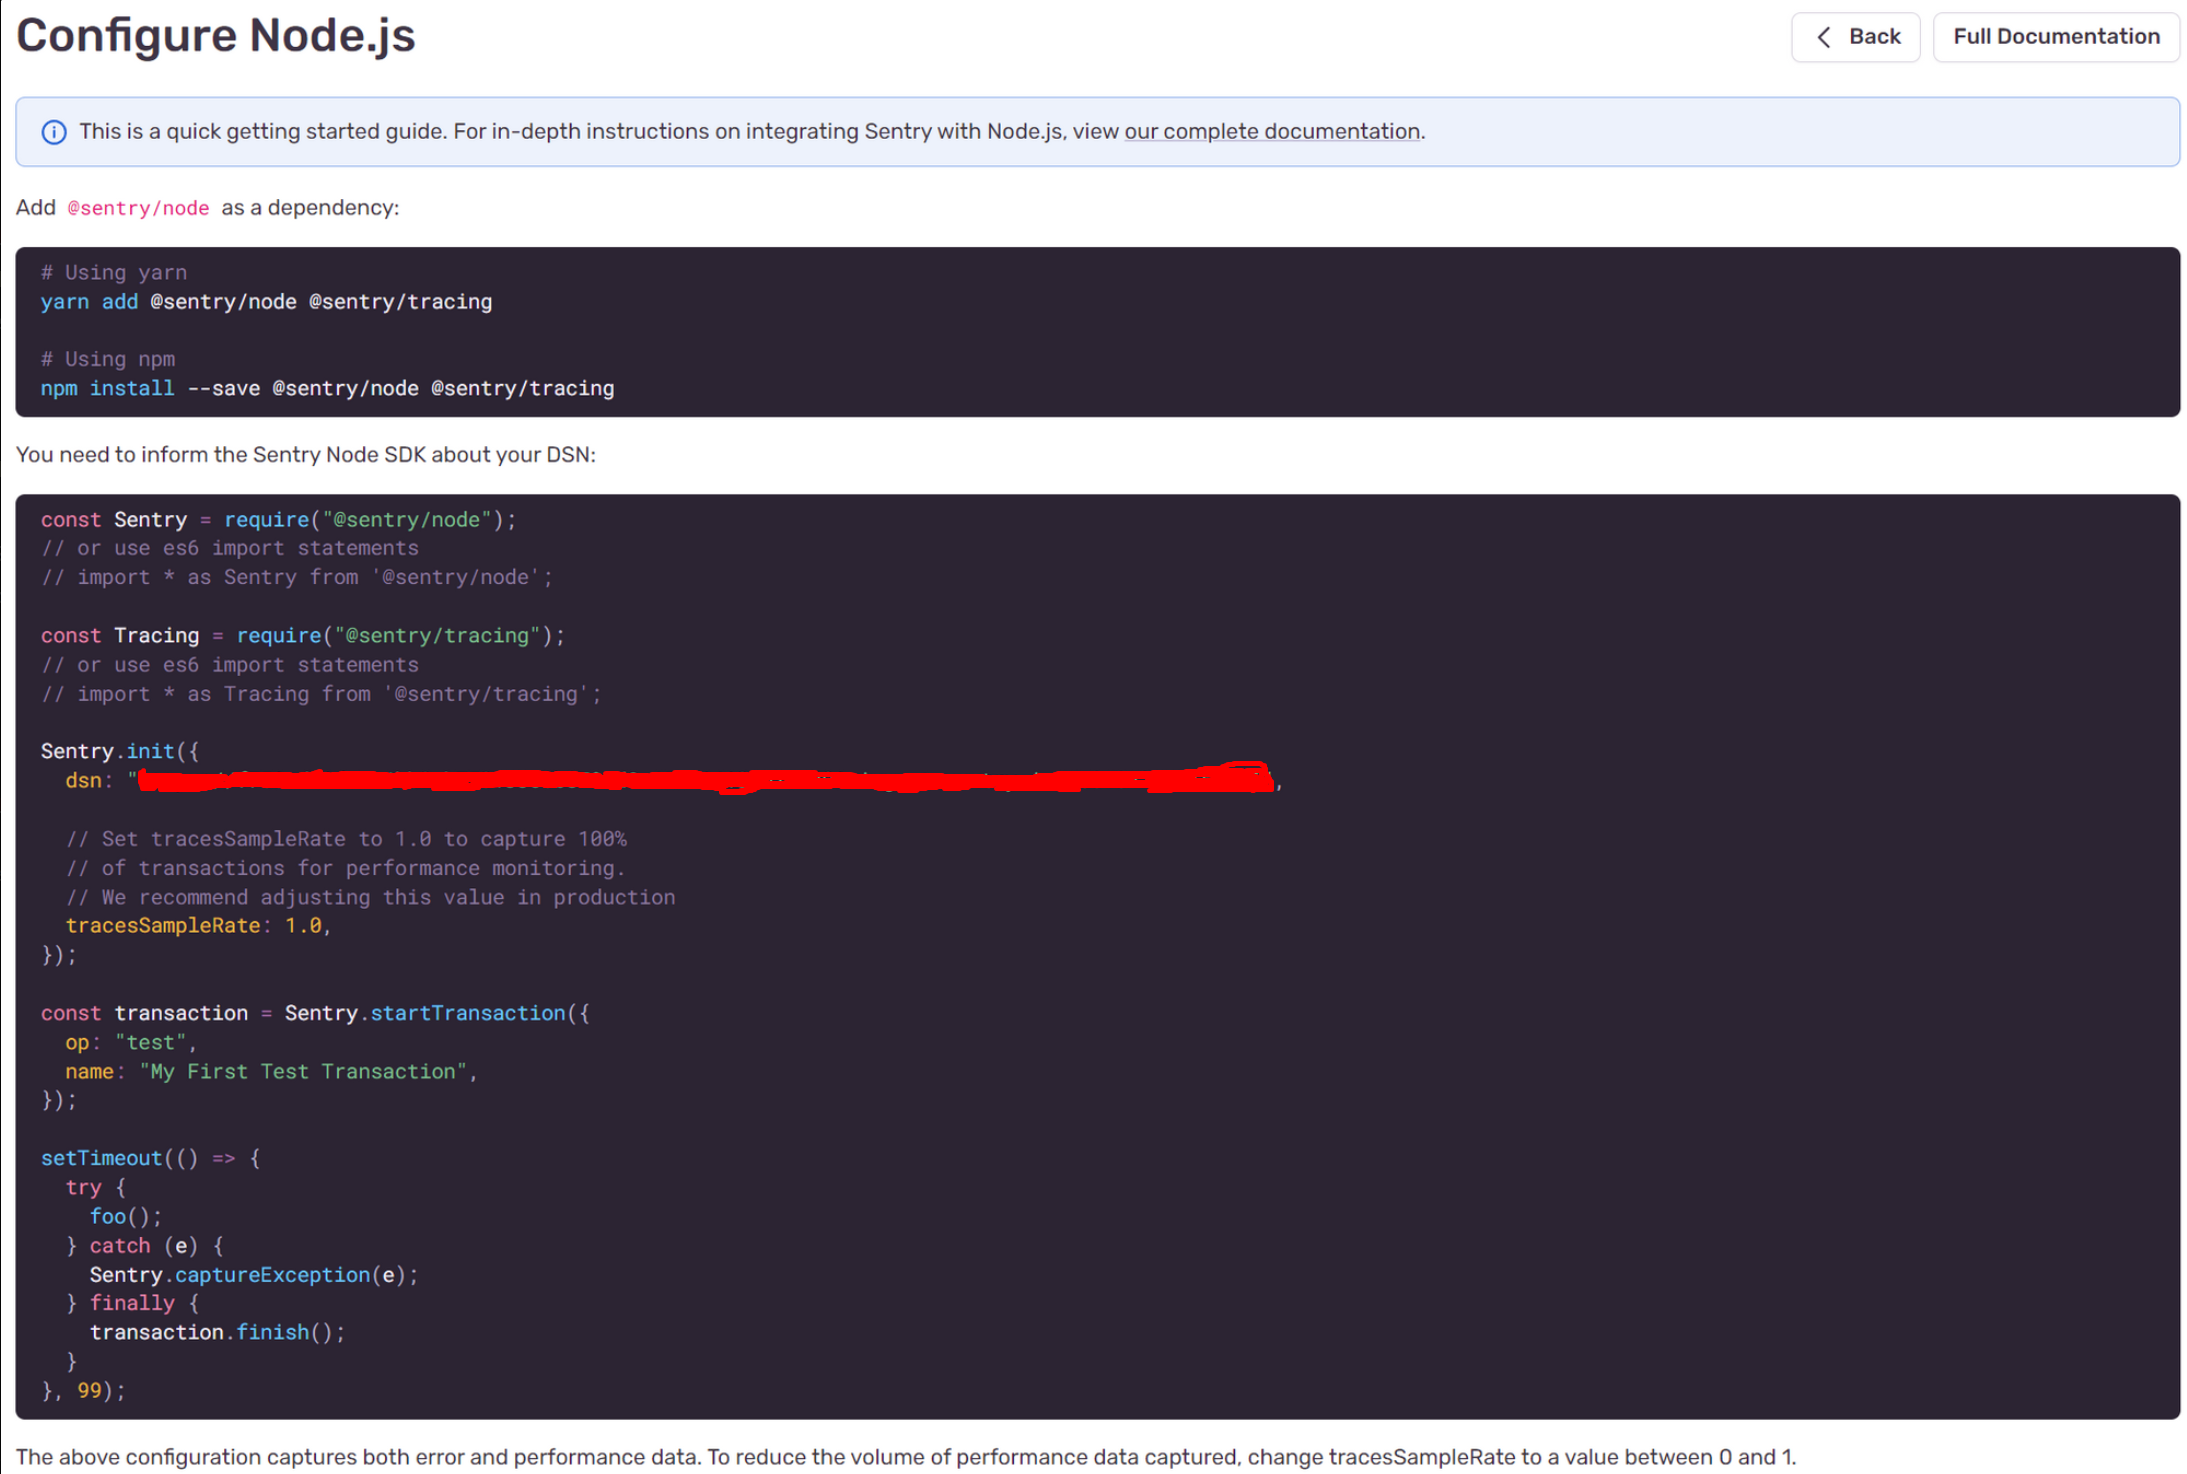 Configure Node.js
Back
Full Documentation
This is a quick getting started guide. For in-depth instructions on integrating Sentry with Node.js, view our complete documentation.
Add @sentry/node as a dependency:
# Using yarn
yarn add @sentry/node @sentry/tracing
# Using npm
npm install --save @sentry/node @sentry/tracing
You need to inform the Sentry Node SDK about your DSN:
const Sentry = require("@sentry/node");
// or use es6 import statements
// import * as Sentry from '@sentry/node';
const Tracing = require("@sentry/tracing");
// or use es6 import statements
// import * as Tracing from '@sentry/tracing';
Sentry.init({
  dsn: "
,
  // Set tracesSampleRate to 1.0 to capture 100%
  // of transactions for performance monitoring.
  // We recommend adjusting this value in production
  tracesSampleRate: 1.0,
});
const transaction = Sentry.startTransaction({
  op: "test",
  name: "My First Test Transaction",
});
setTimeout(() => {
  try {
    foo();
  } catch (e) {
    Sentry.captureException(e);
  } finally {
    transaction.finish();
  }
}, 99);
The above configuration captures both error and performance data. To reduce the volume of performance data captured, change tracesSampleRate to a value between 0 and 1.